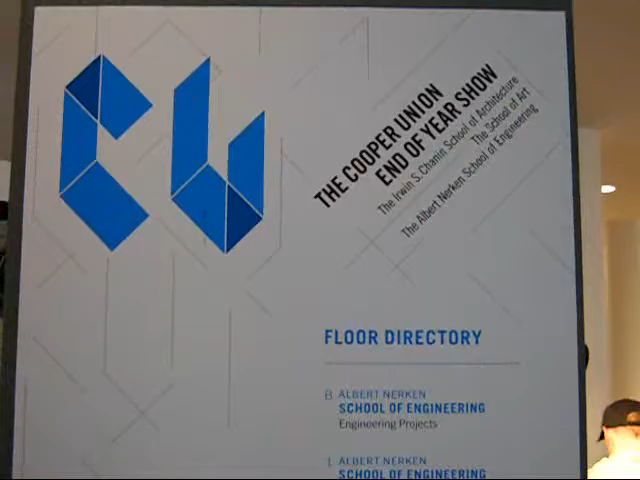 CU
THE COOPER UNION
END OF YEAR SHOW
The Irwin S. Chanin School of Architecture
The School of Art
The Albert Nerken School of Engineering
FLOOR DIRECTORY
B ALBERT NERKEN
SCHOOL OF ENGINEERING
Engineering Projects
1 ALBERT NERKEN
SCHOOL OF ENGINEERING